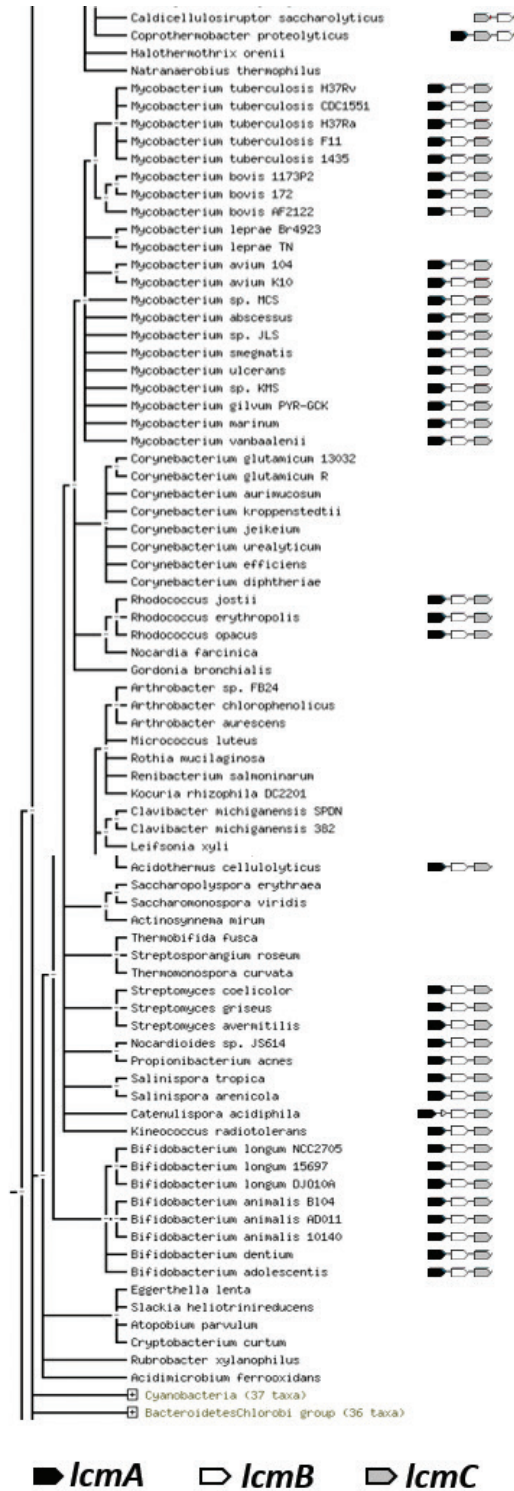 Caldicellulosiruptor saccharolyticus
Coprothermobacter proteolyticus
Halothermothrix orenii
Natranaerobius thermophilus
Mycobacterium tuberculosis H37Rv
Mycobacterium tuberculosis CDC1551
Mycobacterium tuberculosis H37Ra
Mycobacterium tuberculosis F11
Mycobacterium tuberculosis 1435
Mycobacterium bovis 1173P2
Mycobacterium bovis 172
Mycobacterium bovis AF2122
Mycobacterium leprae Br4923
Mycobacterium leprae TN
Mycobacterium avium 104
Mycobacterium avium K10
Mycobacterium sp. MCS
Mycobacterium abscessus
Mycobacterium sp. JLS
Mycobacterium smegmatis
Mycobacterium ulcerans
Mycobacterium sp. KMS
Mycobacterium gilvum PYR-GCK
Mycobacterium marinum
Mycobacterium vanbaalenii
Corynebacterium glutamicum 13032
Corynebacterium glutamicum R
Corynebacterium aurimucosum
Corynebacterium kroppenstedtii
Corynebacterium jeikeium
Corynebacterium urealyticum
Corynebacterium efficiens
Corynebacterium diphtheriae
Rhodococcus jostii
Rhodococcus erythropolis
Rhodococcus opacus
Nocardia farcinica
Gordonia bronchialis
Arthrobacter sp. FB24
Arthrobacter chlorophenolicus
Arthrobacter aurescens
Micrococcus luteus
Rothia mucilaginosa
Renibacterium salmoninarum
Kocuria rhizophila DC2201
Clavibacter michiganensis SPDN
Clavibacter michiganensis 382
Leifsonia xyli
Acidothermus cellulolyticus
Saccharopolyspora erythraea
Saccharomonospora viridis
Actinosynnema mirum
Thermobifida fusca
Streptosporangium roseum
Thermomonospora curvata
Streptomyces coelicolor
Streptomyces griseus
Streptomyces avermitilis
Nocardioides sp. JS614
Propionibacterium acnes
Salinispora tropica
Salinispora arenicola
Catenulispora acidiphila
Kineococcus radiotolerans
Bifidobacterium longum NCC2705
Bifidobacterium longum 15697
Bifidobacterium longum DJO10A
Bifidobacterium animalis Bl04
Bifidobacterium animalis AD011
Bifidobacterium animalis 10140
Bifidobacterium dentium
Bifidobacterium adolescentis
Eggerthella lenta
Slackia heliotrinireducens
Atopobium parvulum
Cryptobacterium curtum
Rubrobacter xylanophilus
Acidimicrobium ferrooxidans
Cyanobacteria (37 taxa)
BacteroidetesChlorobi group (36 taxa)
lcmA lcmB lcmC